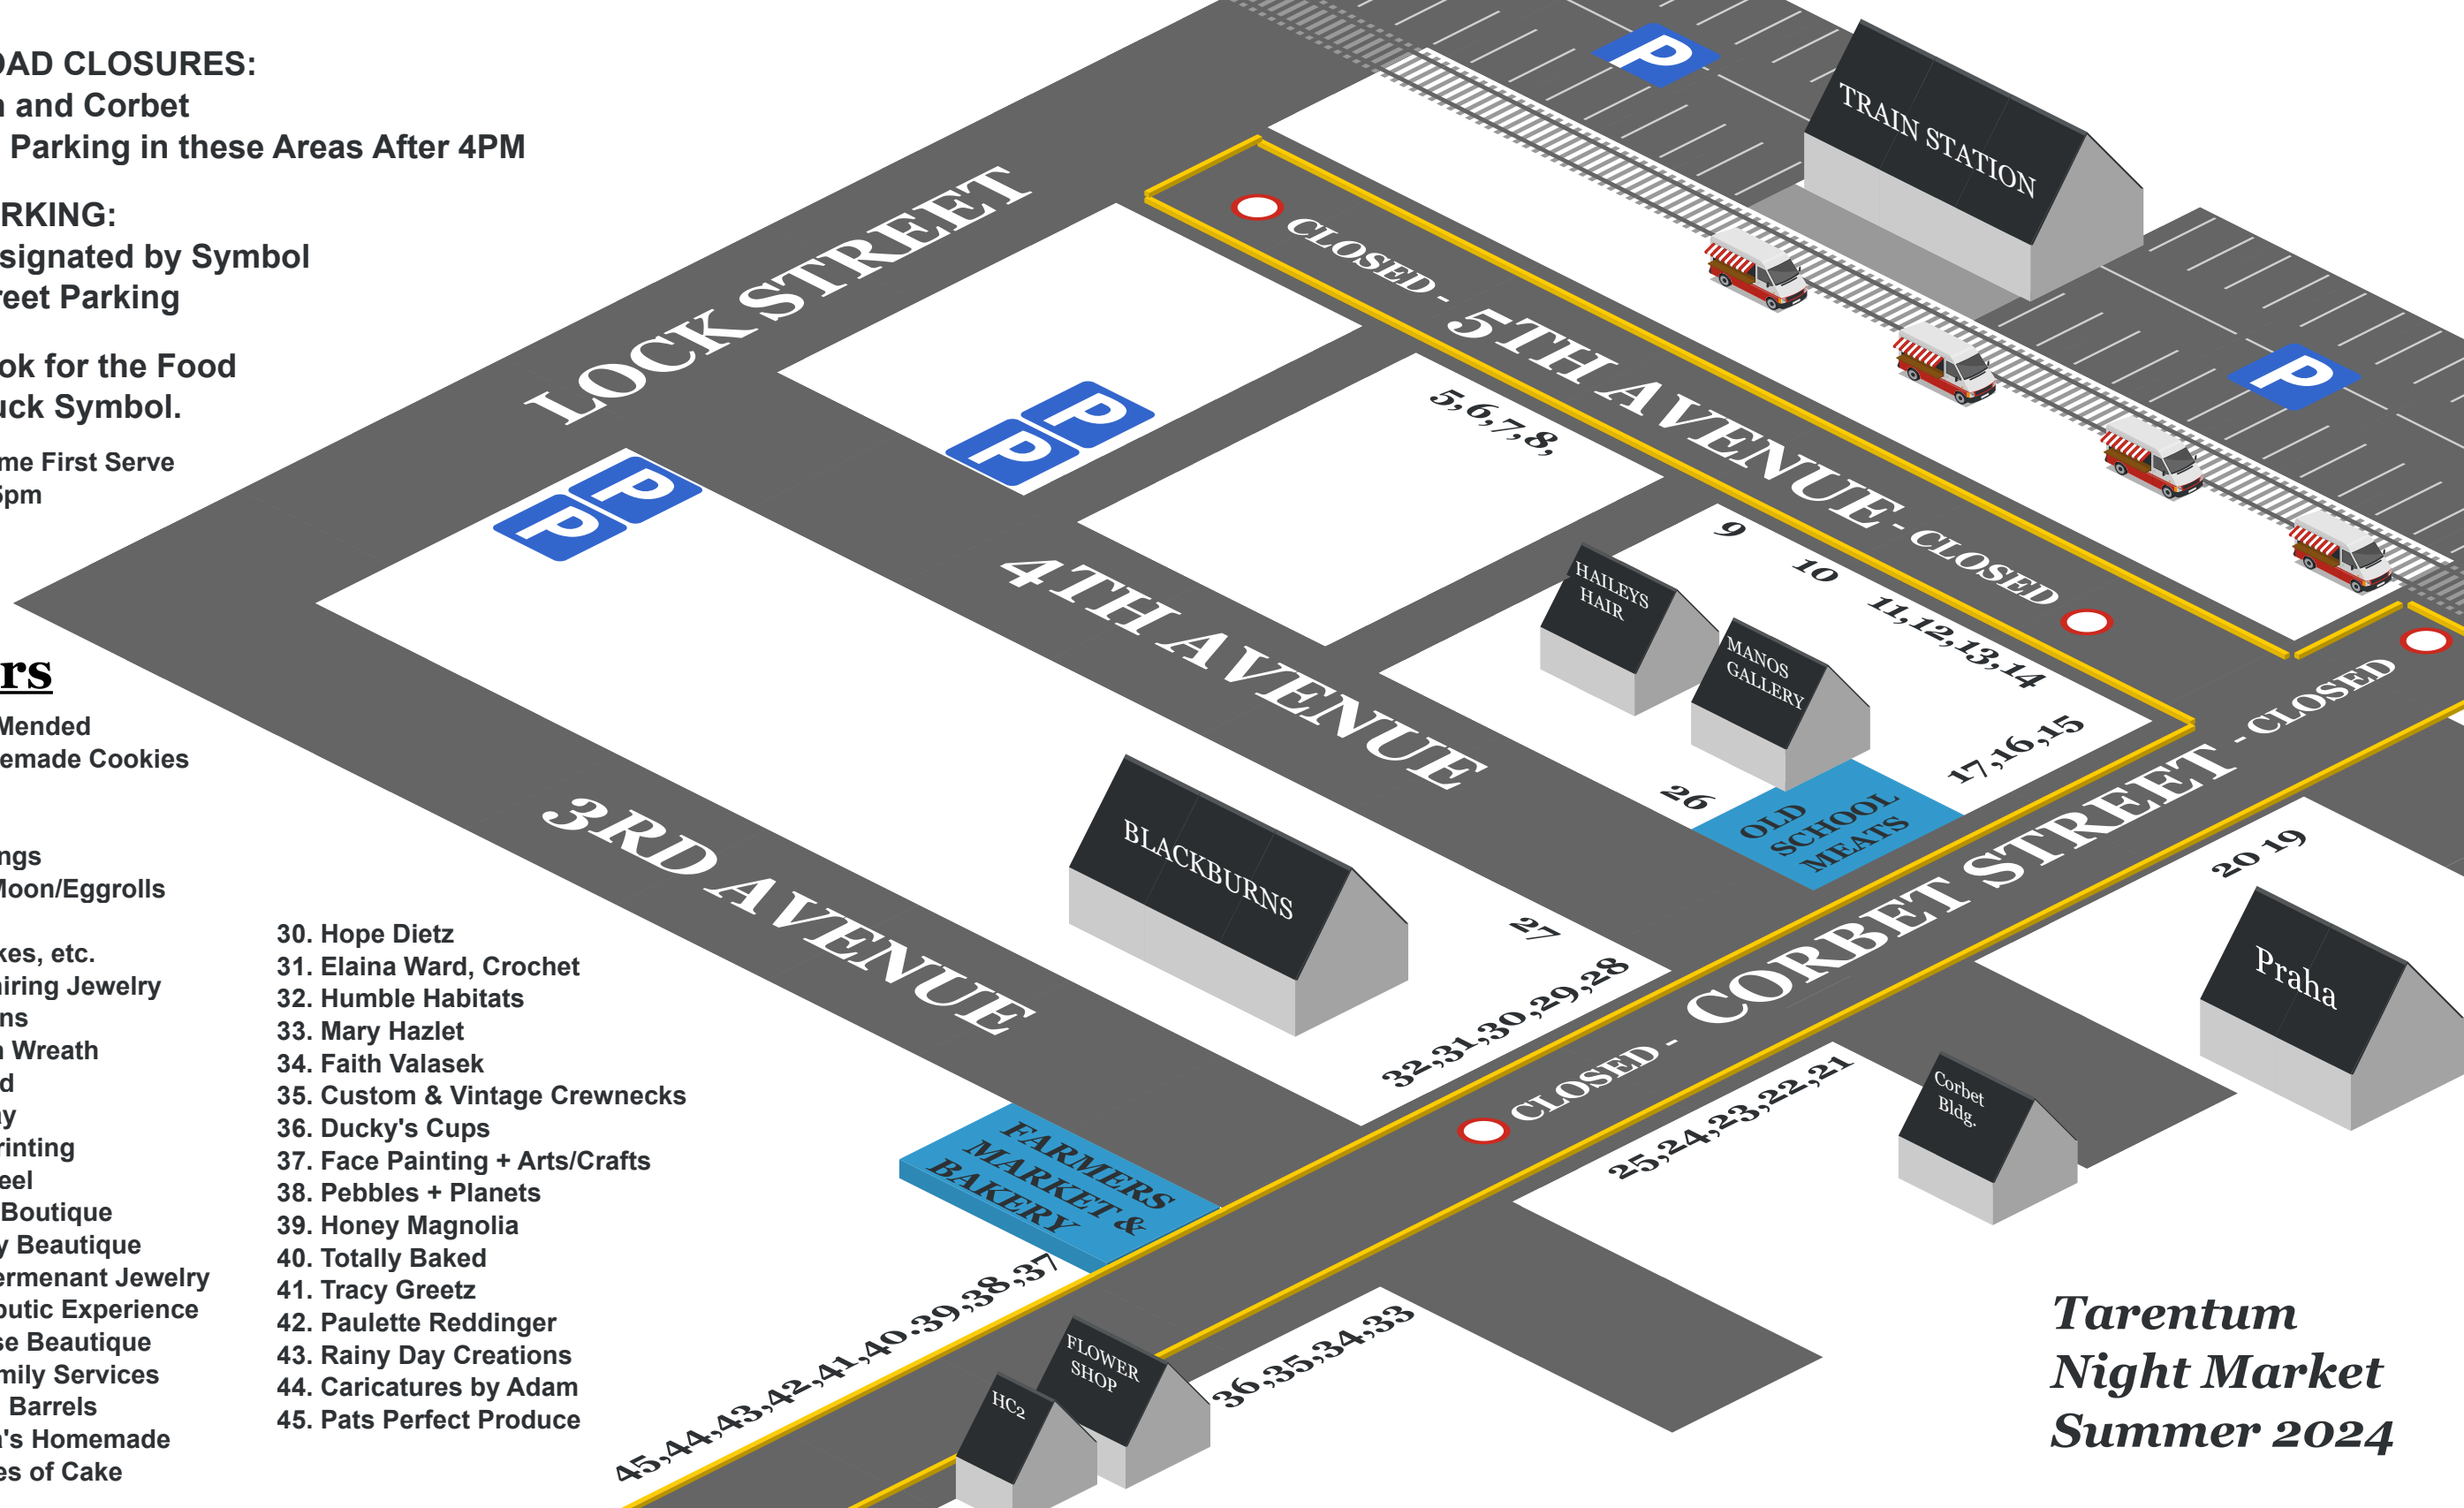 OAD CLOSURES:
h and Corbet
Parking in these Areas After 4PM
RKING:
signated by Symbol
reet Parking
ok for the Food
uck Symbol.
me First Serve
5pm
rs
Mended
emade Cookies
ngs
Moon/Eggrolls
kes, etc.
iring Jewelry
ns
n Wreath
d
ay
rinting
eel
Boutique
y Beautique
ermenant Jewelry
outic Experience
se Beautique
mily Services
Barrels
a's Homemade
es of Cake
30. Hope Dietz
31. Elaina Ward, Crochet
32. Humble Habitats
33. Mary Hazlet
34. Faith Valasek
35. Custom & Vintage Crewnecks
36. Ducky's Cups
37. Face Painting + Arts/Crafts
38. Pebbles + Planets
39. Honey Magnolia
40. Totally Baked
41. Tracy Greetz
42. Paulette Reddinger
43. Rainy Day Creations
44. Caricatures by Adam
45. Pats Perfect Produce
LOCK STREET
P
P
P
P
P
P
TRAIN STATION
CLOSED - 5TH AVENUE - CLOSED
5,6,7,8,
9
10
11,12,13,14
17,16,15
HAILEYS
HAIR
MANOS
GALLERY
26
OLD
SCHOOL
MEATS
4TH AVENUE
3RD AVENUE
BLACKBURNS
27
32,31,30,29,28
CLOSED - CORBET STREET - CLOSED
20 19
Praha
25,24,23,22,21
Corbet
Bldg.
FARMERS
MARKET &
BAKERY
45,44,43,42,41,40.39,38,37
FLOWER
SHOP
HC2
36,35,34,33
Tarentum
Night Market
Summer 2024